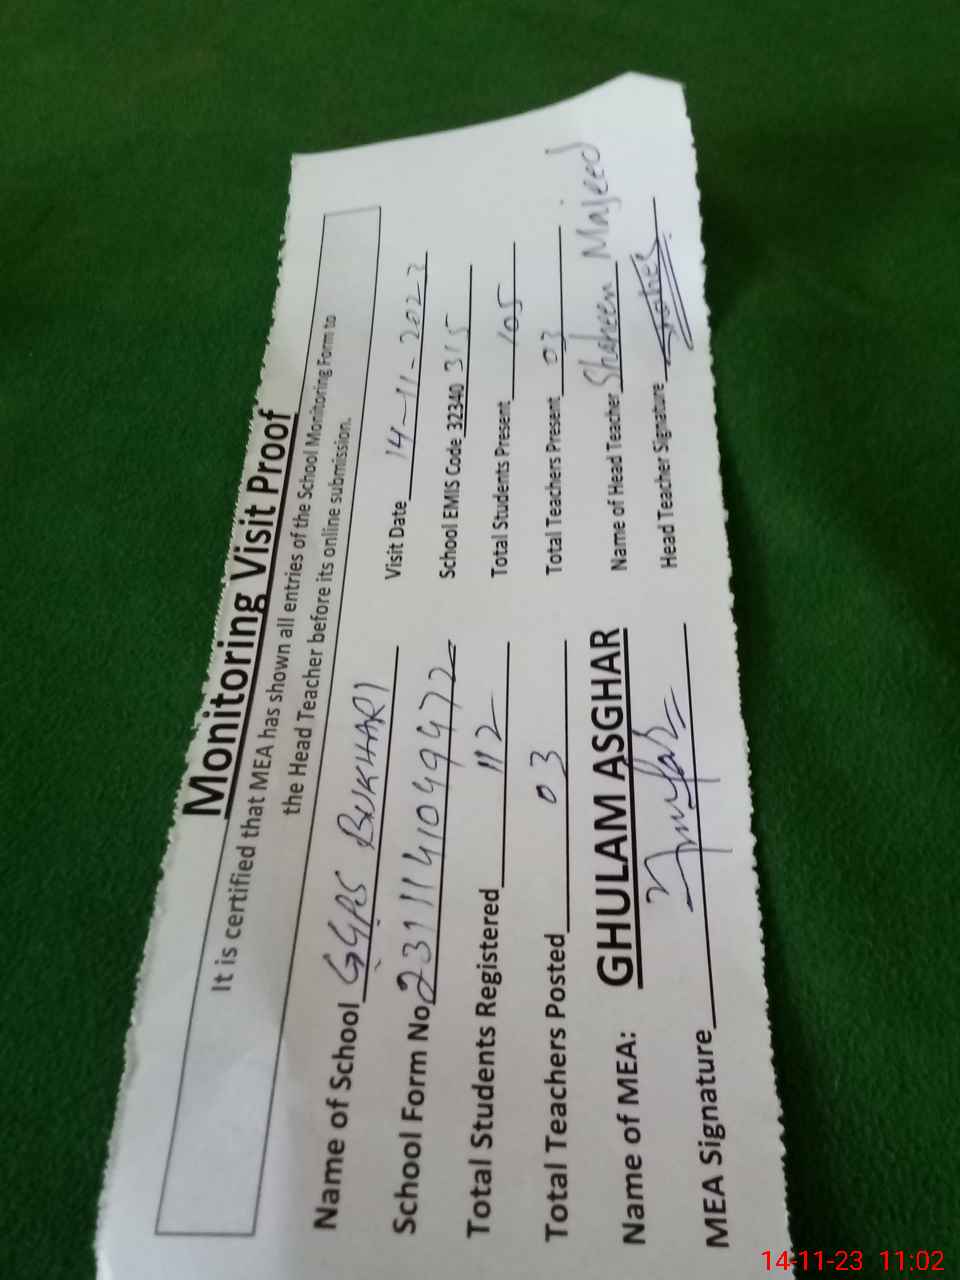 Monitoring Visit Proof
It is certified that MEA has shown all entries of the School Monitoring Form to
the Head Teacher before its online submission.
Name of School GGPS BUKHARI Visit Date 14-11-2023
School Form No 2311141049472 School EMIS Code 32340 315
Total Students Registered 112 Total Students Present 105
Total Teachers Posted 03 Total Teachers Present 03
Name of MEA: GHULAM ASGHAR Name of Head Teacher Shaheen Majeed
MEA Signature Head Teacher Signature
14-11-23 11:02